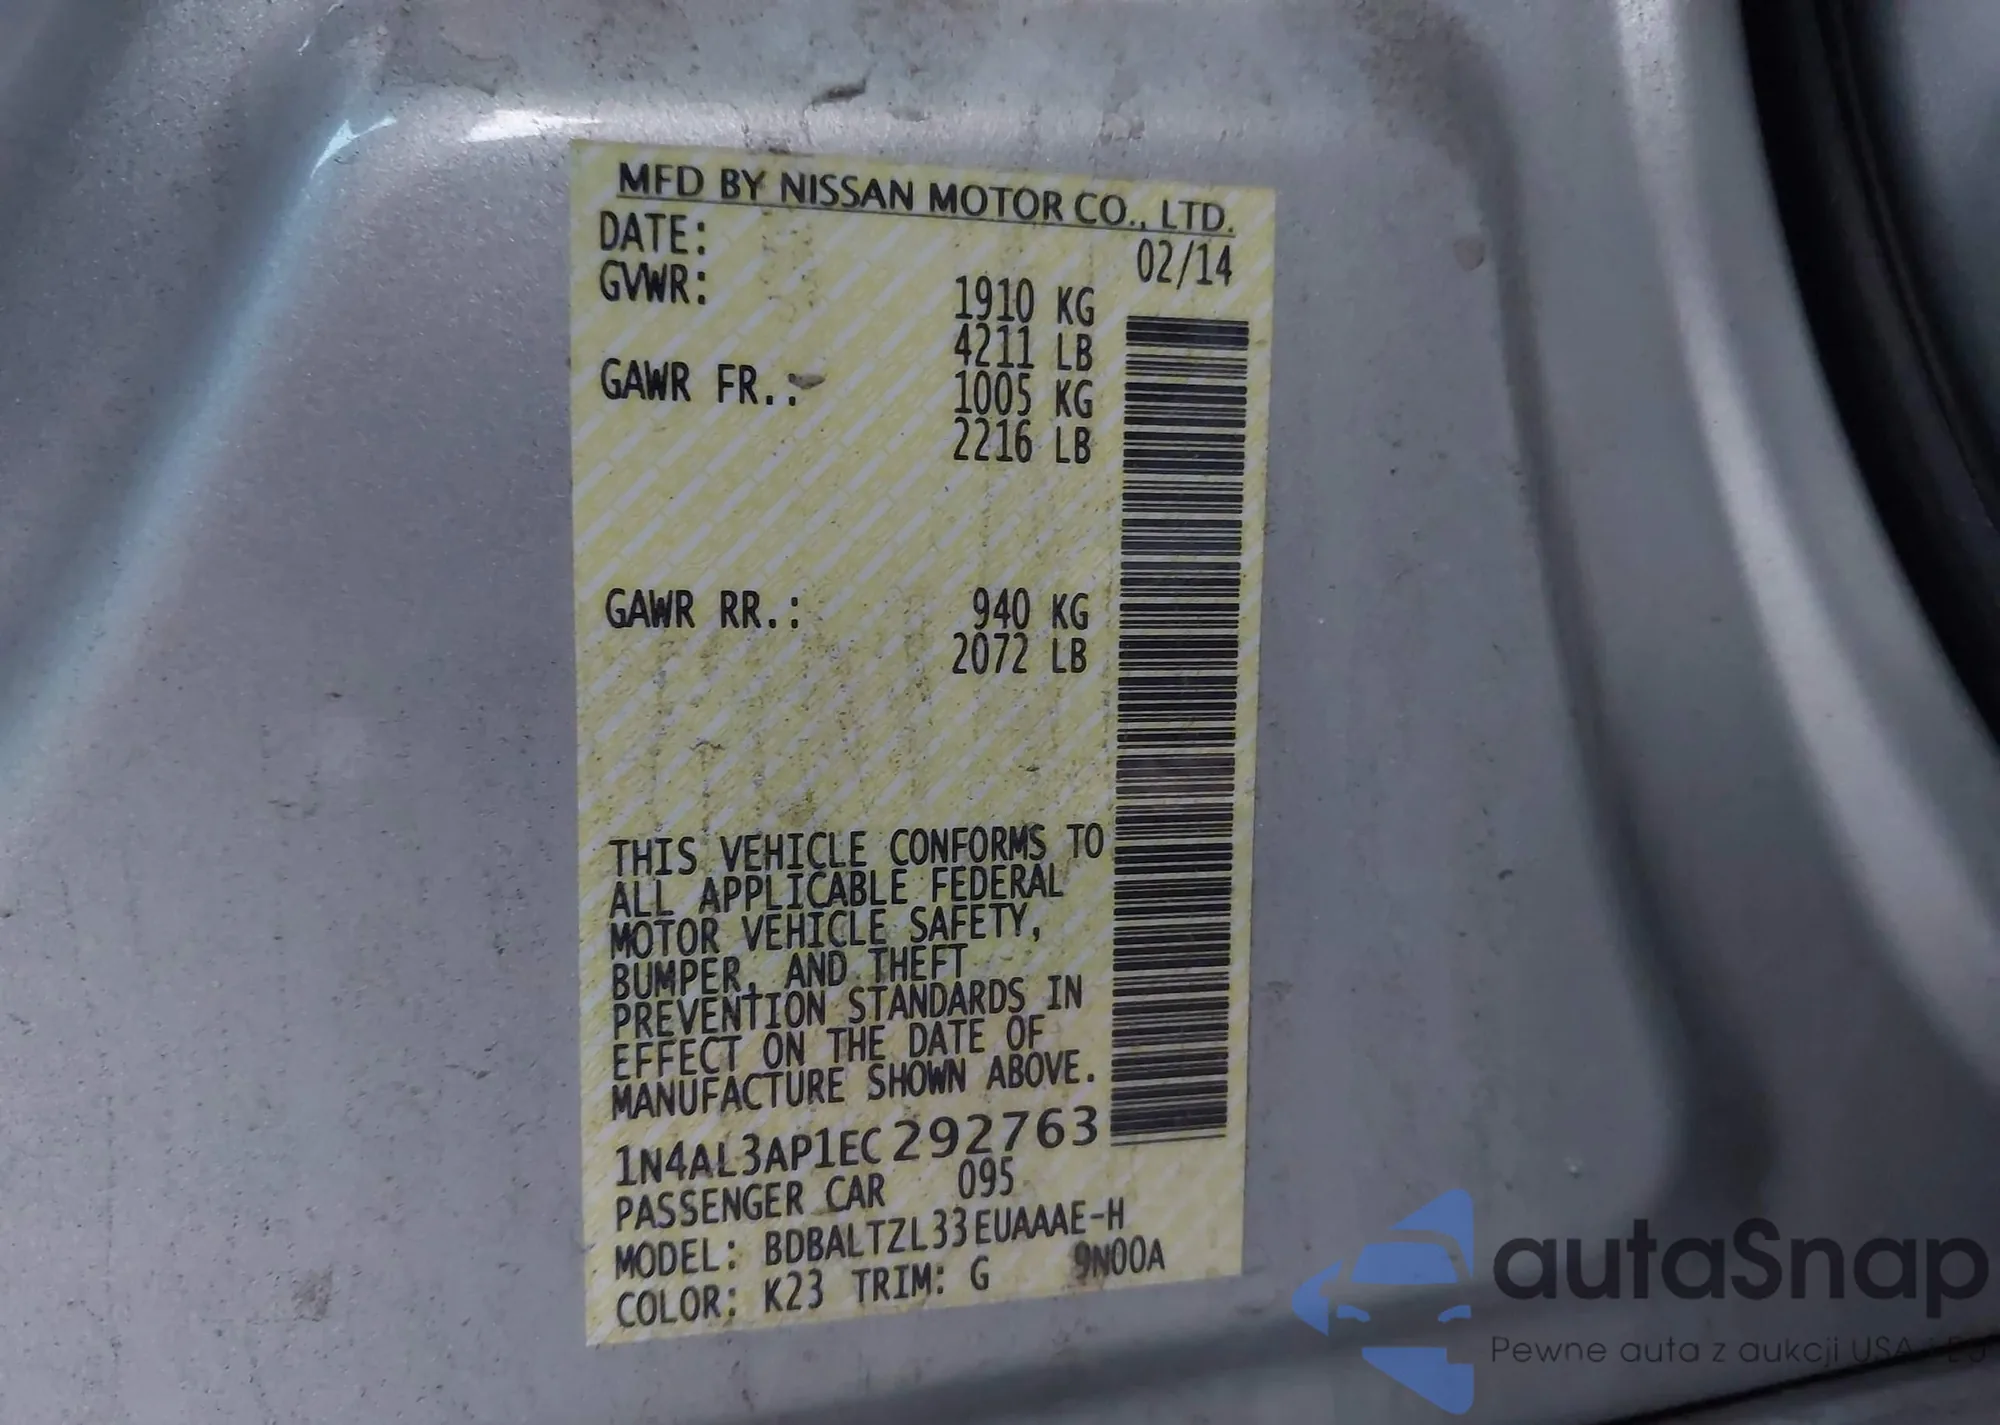 MFD BY NISSAN MOTOR CO., LTD.
DATE: 02/14
GVWR: 1910 KG
4211 LB
GAWR FR.: 1005 KG
2216 LB
GAWR RR.: 940 KG
2072 LB
THIS VEHICLE CONFORMS TO
ALL APPLICABLE FEDERAL
MOTOR VEHICLE SAFETY,
BUMPER, AND THEFT
PREVENTION STANDARDS IN
EFFECT ON THE DATE OF
MANUFACTURE SHOWN ABOVE.
1N4AL3AP1EC292763
PASSENGER CAR 095
MODEL: BDBALTZL33EUAAAE-H
COLOR: K23 TRIM: G 9N00A
autaSnap
Pewne auta z aukcji USA i EU